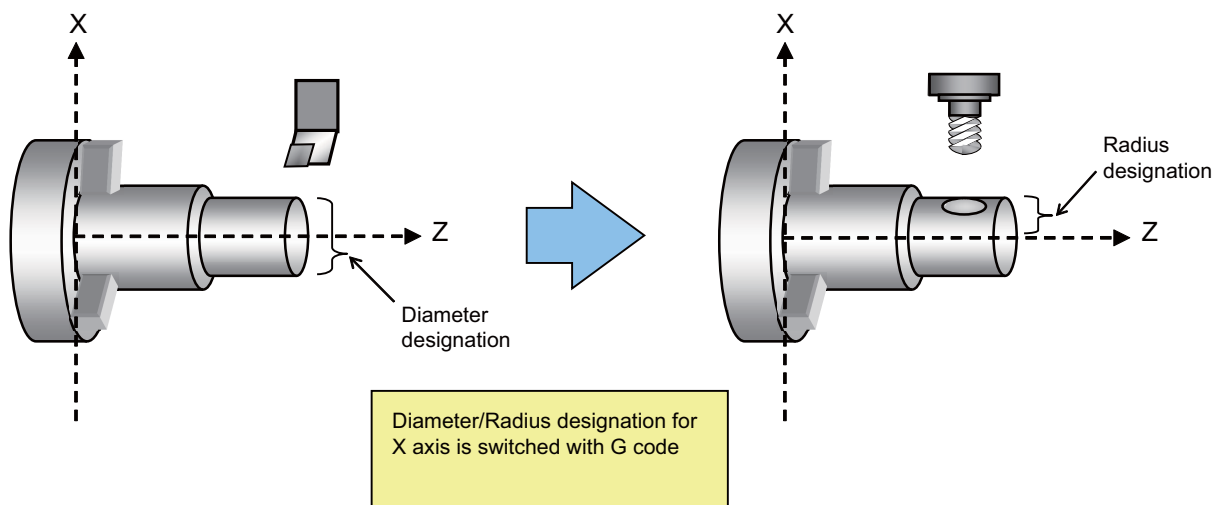 X
Z
Diameter
designation
X
Radius
designation
Z
Diameter/Radius designation for
X axis is switched with G code